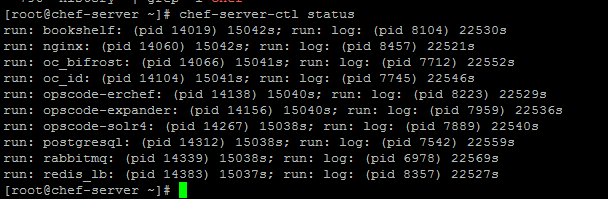 [root@chef-server ~]# chef-server-ctl status
run: bookshelf: (pid 14019) 15042s; run: log: (pid 8104) 22530s
run: nginx: (pid 14060) 15042s; run: log: (pid 8457) 22521s
run: oc_bifrost: (pid 14066) 15041s; run: log: (pid 7712) 22552s
run: oc_id: (pid 14104) 15041s; run: log: (pid 7745) 22546s
run: opscode-erchef: (pid 14138) 15040s; run: log: (pid 8223) 22529s
run: opscode-expander: (pid 14156) 15040s; run: log: (pid 7959) 22536s
run: opscode-solr4: (pid 14267) 15038s; run: log: (pid 7889) 22540s
run: postgresql: (pid 14312) 15038s; run: log: (pid 7542) 22559s
run: rabbitmq: (pid 14339) 15038s; run: log: (pid 6978) 22569s
run: redis_lb: (pid 14383) 15037s; run: log: (pid 8357) 22527s
[root@chef-server ~]#